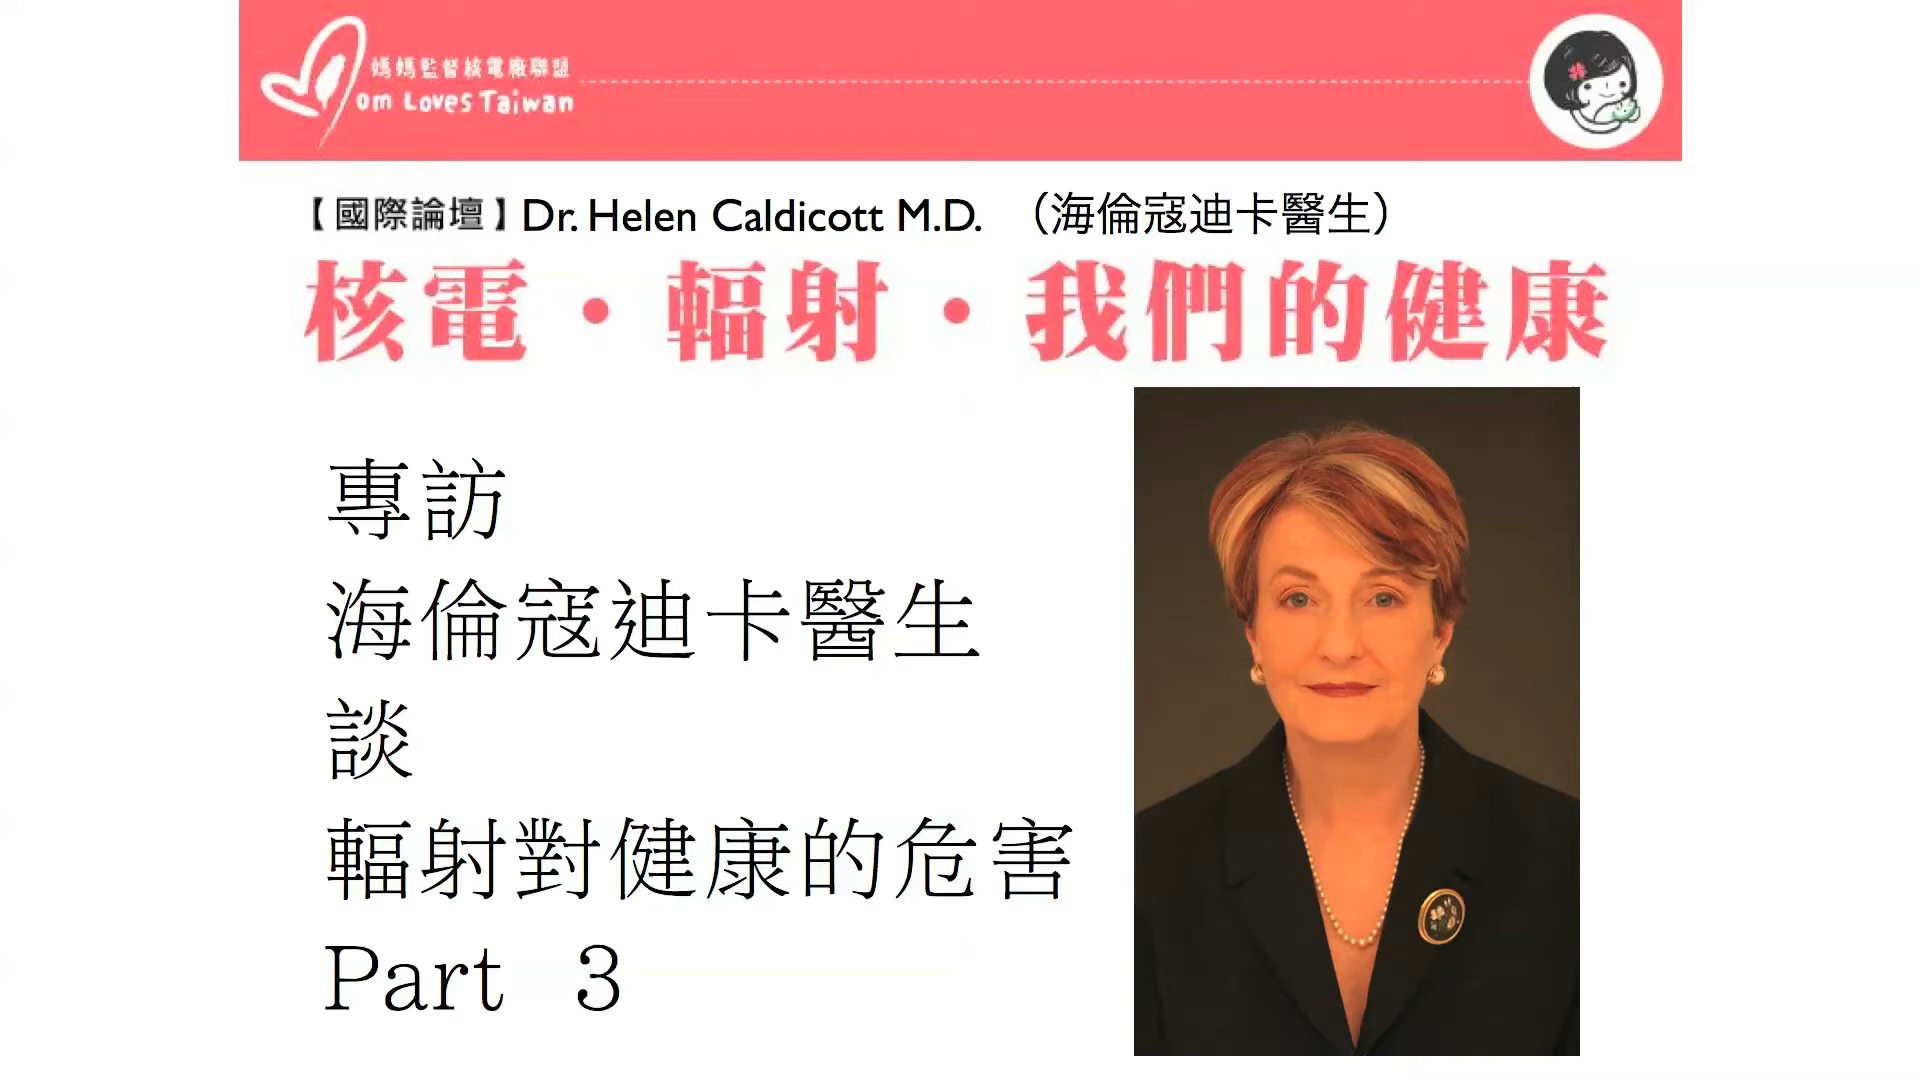 媽媽監督核電廠聯盟
Mom Loves Taiwan
【國際論壇】Dr. Helen Caldicott M.D. （海倫寇迪卡醫生）
核電・輻射・我們的健康
專訪
海倫寇迪卡醫生
談
輻射對健康的危害
Part 3